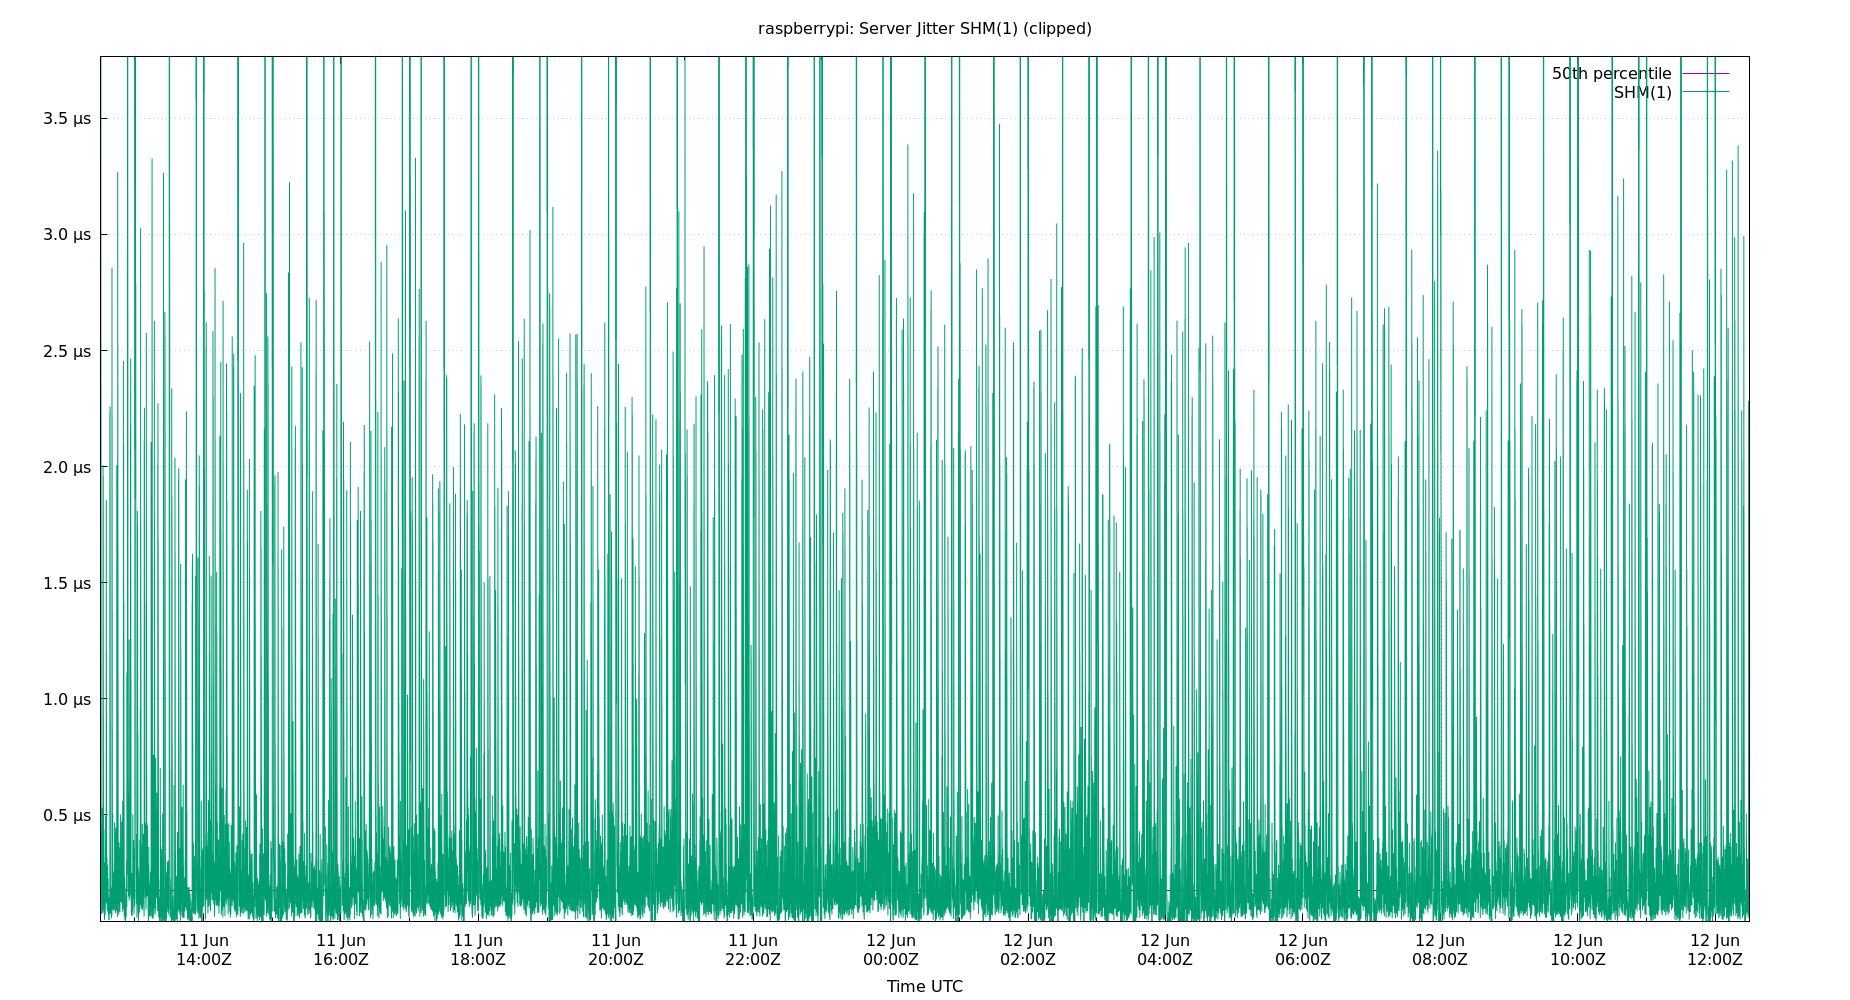 raspberrypi: Server Jitter SHM(1) (clipped)
50th percentile
SHM(1)
3.5 µs
3.0 µs
2.5 µs
2.0 µs
1.5 µs
1.0 µs
0.5 µs
11 Jun 11 Jun 11 Jun 11 Jun 11 Jun 12 Jun 12 Jun 12 Jun 12 Jun 12 Jun 12 Jun 12 Jun
14:00Z 16:00Z 18:00Z 20:00Z 22:00Z 00:00Z 02:00Z 04:00Z 06:00Z 08:00Z 10:00Z 12:00Z
Time UTC